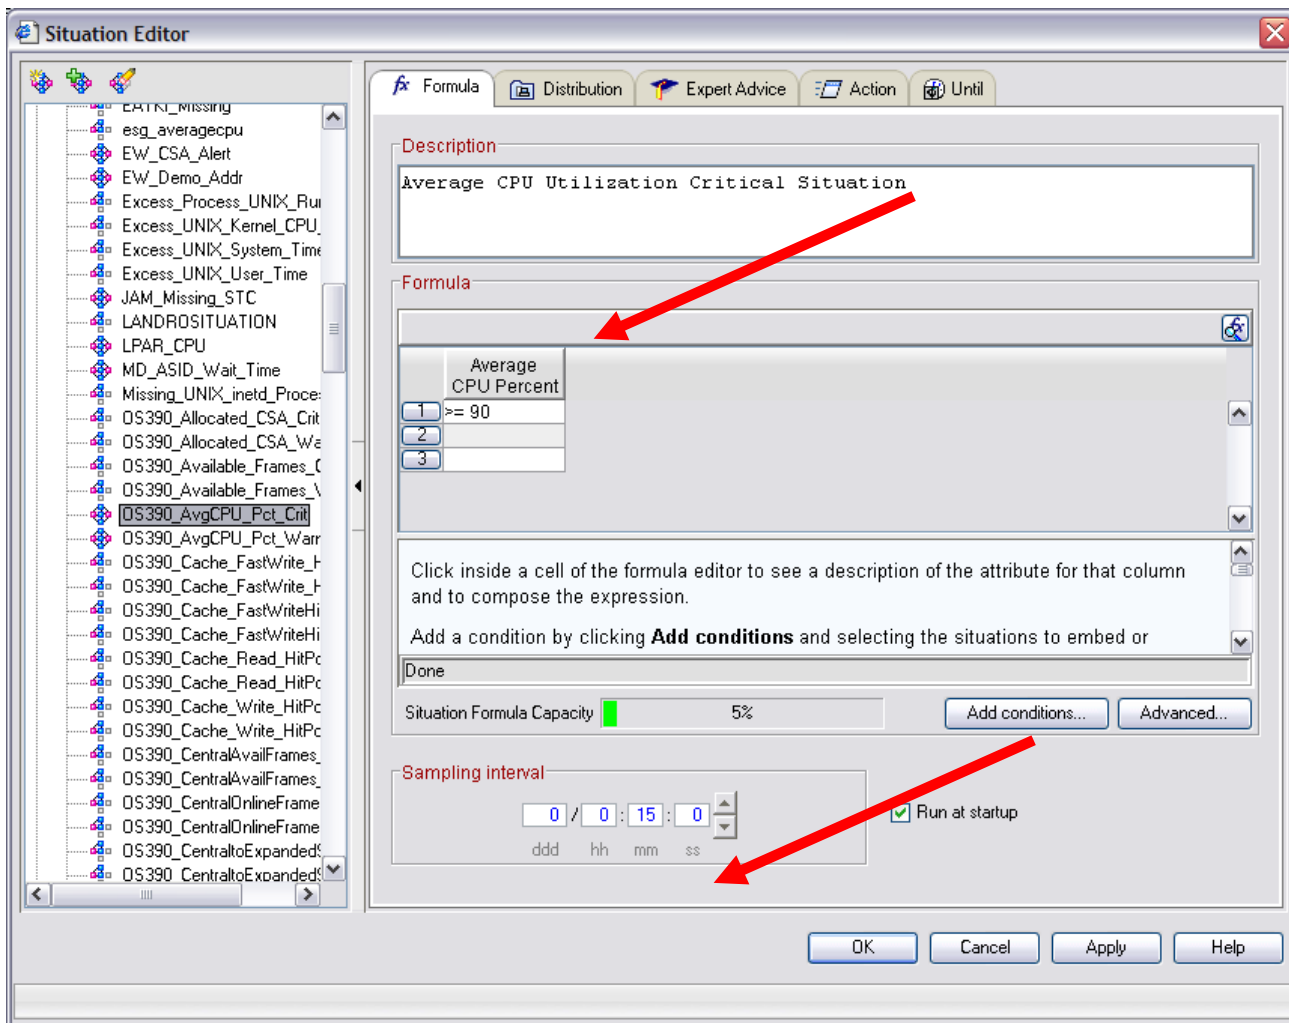 Situation Editor
EATKI_Missing
esg_averagecpu
EW_CSA_Alert
EW_Demo_Addr
Excess_Process_UNIX_Rui
Excess_UNIX_Kernel_CPU_
Excess_UNIX_System_Time
Excess_UNIX_User_Time
JAM_Missing_STC
LANDROSITUATION
LPAR_CPU
MD_ASID_Wait_Time
Missing_UNIX_inetd_Proce
OS390_Allocated_CSA_Crit
OS390_Allocated_CSA_Wa
OS390_Available_Frames_C
OS390_Available_Frames_V
OS390_AvgCPU_Pct_Crit
OS390_AvgCPU_Pct_Warr
OS390_Cache_FastWrite_H
OS390_Cache_FastWrite_H
OS390_Cache_FastWriteHi
OS390_Cache_FastWriteHi
OS390_Cache_Read_HitPc
OS390_Cache_Read_HitPc
OS390_Cache_Write_HitPc
OS390_Cache_Write_HitPc
OS390_CentralAvailFrames_
OS390_CentralAvailFrames_
OS390_CentralOnlineFrame
OS390_CentralOnlineFrame
OS390_CentraltoExpandedS
OS390_CentraltoExpandedS
fx Formula
Distribution
Expert Advice
Action
Until
Description
Average CPU Utilization Critical Situation
Formula
Average
CPU Percent
1 >= 90
2
3
Click inside a cell of the formula editor to see a description of the attribute for that column
and to compose the expression.
Add a condition by clicking Add conditions and selecting the situations to embed or
Done
Situation Formula Capacity 5% Add conditions... Advanced...
Sampling interval
0 / 0 : 15 : 0
ddd hh mm ss
Run at startup
OK Cancel Apply Help